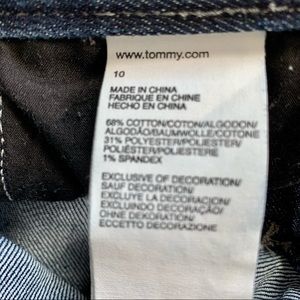 www.tommy.com
10
MADE IN CHINA
FABRIQUE EN CHINE
HECHO EN CHINA
68% COTTON/COTON/ALGODON/
ALGODÃO/BAUMWOLLE/COTONE
31% POLYESTER/POLIESTER/
POLIÉSTER/POLIESTERE
1% SPANDEX
EXCLUSIVE OF DECORATION/
SAUF DECORATION/
EXCLUYE LA DECORACION/
EXCLUINDO DECORAÇÃO/
OHNE DEKORATION/
ECCETTO DECORAZIONE